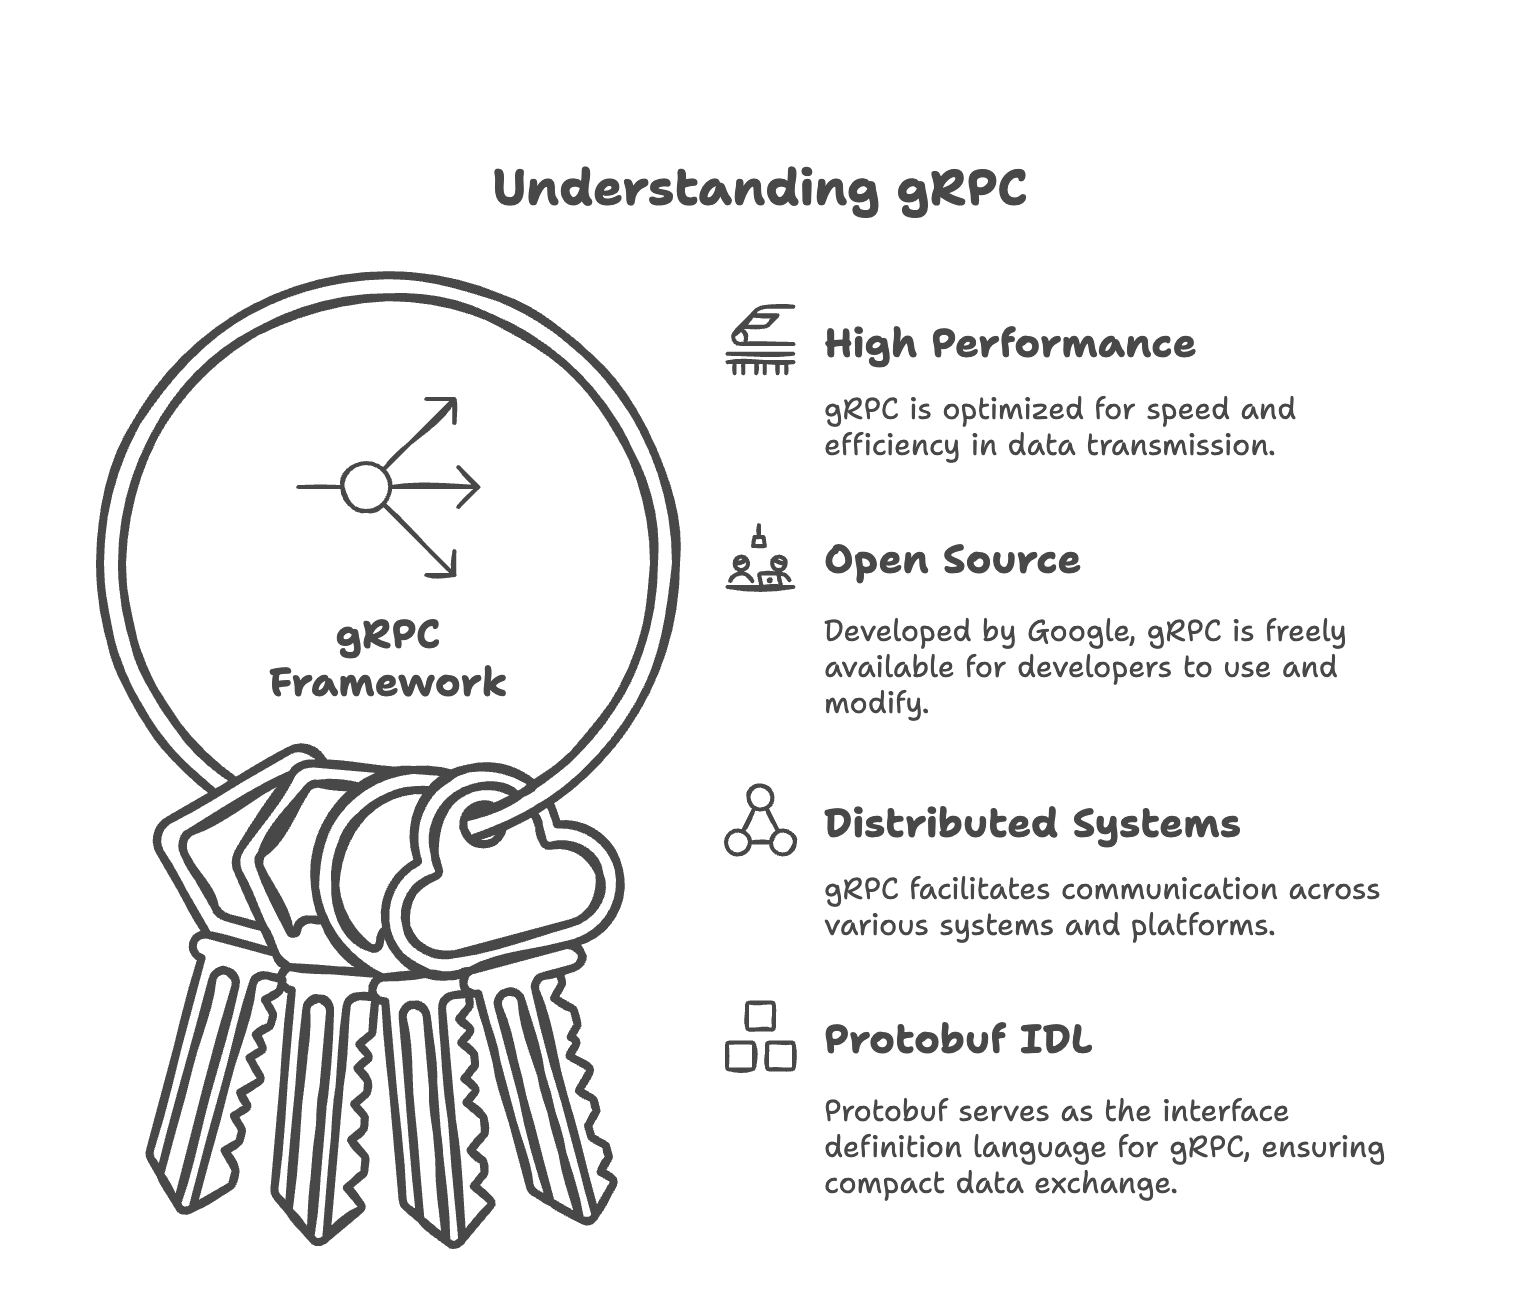 Understanding gRPC
gRPC
Framework
High Performance
gRPC is optimized for speed and
efficiency in data transmission.
Open Source
Developed by Google, gRPC is freely
available for developers to use and
modify.
Distributed Systems
gRPC facilitates communication across
various systems and platforms.
Protobuf IDL
Protobuf serves as the interface
definition language for gRPC, ensuring
compact data exchange.